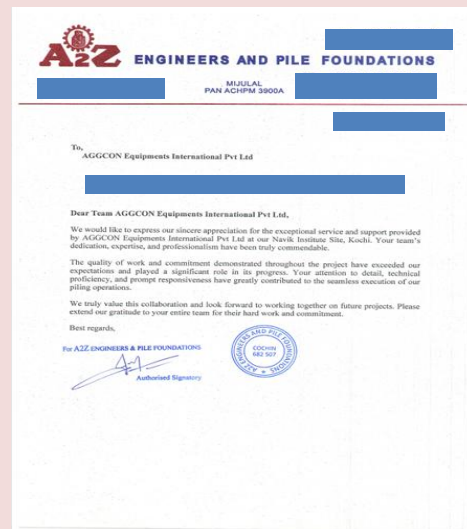 A2Z ENGINEERS AND PILE FOUNDATIONS
MIJULAL
PAN ACHPM 3900A
To,
AGGCON Equipments International Pvt Ltd
Dear Team AGGCON Equipments International Pvt Ltd,
We would like to express our sincere appreciation for the exceptional service and support provided
by AGGCON Equipments International Pvt Ltd at our Navik Institute Site, Kochi. Your team's
dedication, expertise, and professionalism have been truly commendable.
The quality of work and commitment demonstrated throughout the project have exceeded our
expectations and played a significant role in its progress. Your attention to detail, technical
proficiency, and prompt responsiveness have greatly contributed to the seamless execution of our
piling operations.
We truly value this collaboration and look forward to working together on future projects. Please
extend our gratitude to your entire team for their hard work and commitment.
Best regards,
For A2Z ENGINEERS & PILE FOUNDATIONS
Authorised Signatory
A2Z ENGINEERS AND PILE FOUNDATIONS
COCHIN
682 507